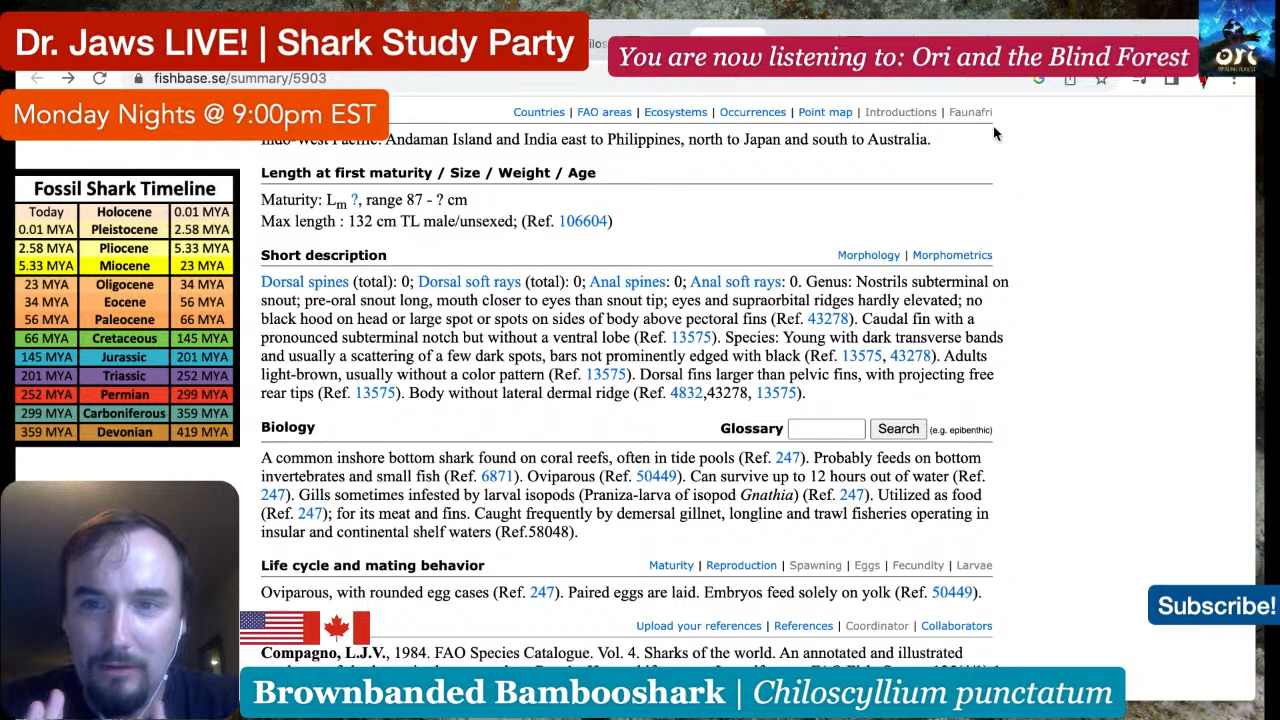 Dr. Jaws LIVE! | Shark Study Party
You are now listening to: Ori and the Blind Forest
ori
fishbase.se/summary/5903
Monday Nights @ 9:00pm EST
Countries | FAO areas | Ecosystems | Occurrences | Point map | Introductions | Faunafri
Indo-West Pacific: Andaman Island and India east to Philippines, north to Japan and south to Australia.
Length at first maturity / Size / Weight / Age
Maturity: Lm ?, range 87 - ? cm
Max length : 132 cm TL male/unsexed; (Ref. 106604)
Short description
Morphology | Morphometrics
Dorsal spines (total): 0; Dorsal soft rays (total): 0; Anal spines: 0; Anal soft rays: 0. Genus: Nostrils subterminal on
snout; pre-oral snout long, mouth closer to eyes than snout tip; eyes and supraorbital ridges hardly elevated; no
black hood on head or large spot or spots on sides of body above pectoral fins (Ref. 43278). Caudal fin with a
pronounced subterminal notch but without a ventral lobe (Ref. 13575). Species: Young with dark transverse bands
and usually a scattering of a few dark spots, bars not prominently edged with black (Ref. 13575, 43278). Adults
light-brown, usually without a color pattern (Ref. 13575). Dorsal fins larger than pelvic fins, with projecting free
rear tips (Ref. 13575). Body without lateral dermal ridge (Ref. 4832,43278, 13575).
Biology
Glossary
Search
(e.g. epibenthic)
A common inshore bottom shark found on coral reefs, often in tide pools (Ref. 247). Probably feeds on bottom
invertebrates and small fish (Ref. 6871). Oviparous (Ref. 50449). Can survive up to 12 hours out of water (Ref.
247). Gills sometimes infested by larval isopods (Praniza-larva of isopod Gnathia) (Ref. 247). Utilized as food
(Ref. 247); for its meat and fins. Caught frequently by demersal gillnet, longline and trawl fisheries operating in
insular and continental shelf waters (Ref.58048).
Life cycle and mating behavior
Maturity | Reproduction | Spawning | Eggs | Fecundity | Larvae
Oviparous, with rounded egg cases (Ref. 247). Paired eggs are laid. Embryos feed solely on yolk (Ref. 50449).
Upload your references | References | Coordinator | Collaborators
Compagno, L.J.V., 1984. FAO Species Catalogue. Vol. 4. Sharks of the world. An annotated and illustrated
Fossil Shark Timeline
Today Holocene 0.01 MYA
0.01 MYA Pleistocene 2.58 MYA
2.58 MYA Pliocene 5.33 MYA
5.33 MYA Miocene 23 MYA
23 MYA Oligocene 34 MYA
34 MYA Eocene 56 MYA
56 MYA Paleocene 66 MYA
66 MYA Cretaceous 145 MYA
145 MYA Jurassic 201 MYA
201 MYA Triassic 252 MYA
252 MYA Permian 299 MYA
299 MYA Carboniferous 359 MYA
359 MYA Devonian 419 MYA
Subscribe!
Brownbanded Bambooshark | Chiloscyllium punctatum